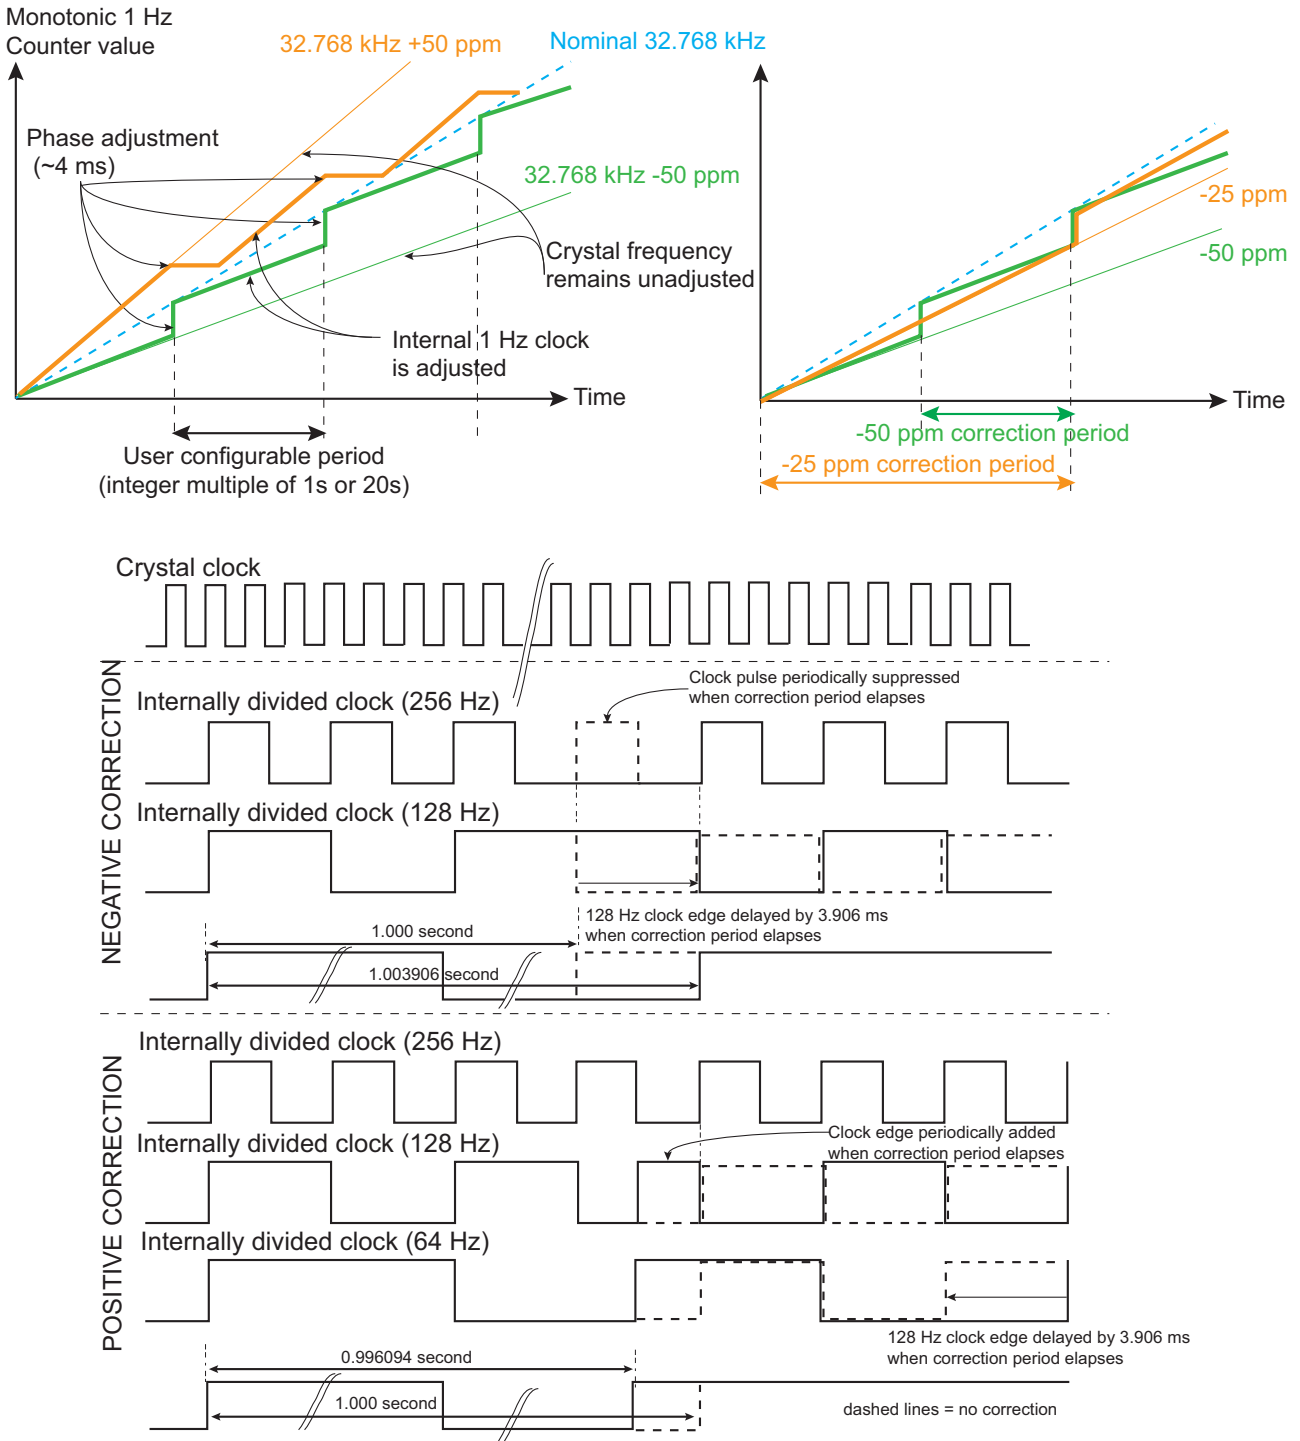 Monotonic 1 Hz
Counter value
32.768 kHz +50 ppm
Nominal 32.768 kHz
Phase adjustment
(~4 ms)
32.768 kHz -50 ppm
Crystal frequency
remains unadjusted
Internal 1 Hz clock
is adjusted
Time
User configurable period
(integer multiple of 1s or 20s)
-25 ppm
-50 ppm
Time
-50 ppm correction period
-25 ppm correction period
Crystal clock
NEGATIVE CORRECTION
Clock pulse periodically suppressed
when correction period elapses
Internally divided clock (256 Hz)
Internally divided clock (128 Hz)
128 Hz clock edge delayed by 3.906 ms
when correction period elapses
1.000 second
1.003906 second
POSITIVE CORRECTION
Internally divided clock (256 Hz)
Internally divided clock (128 Hz)
Clock edge periodically added
when correction period elapses
Internally divided clock (64 Hz)
128 Hz clock edge delayed by 3.906 ms
when correction period elapses
0.996094 second
1.000 second
dashed lines = no correction